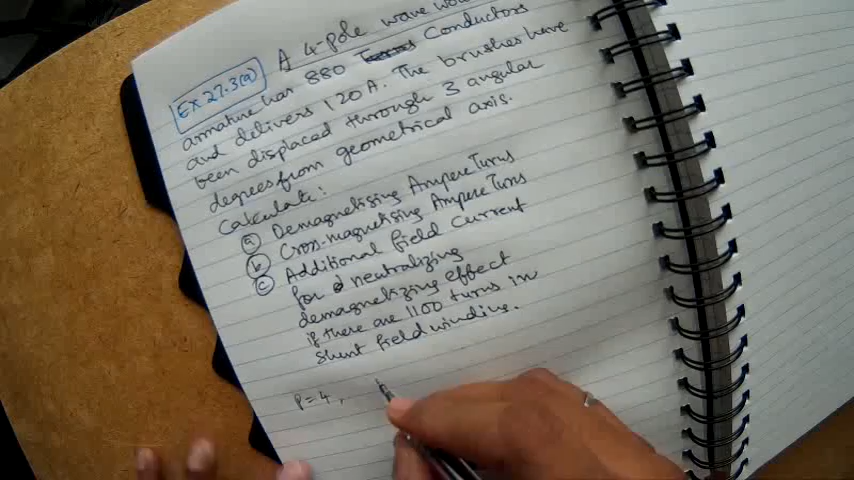 Ex 27.3(a) A 4-pole wave
armature has 880 Conductors
and delivers 120 A. The brushes have
been displaced through 3 angular
degrees from geometrical axis.
Calculate:
(a) Demagnetising Ampere Turns
(b) Cross-magnetising Ampere Turns
(c) Additional field current
for neutralizing
demagnetizing effect
if there are 1100 turns in
shunt field winding.
P=4,